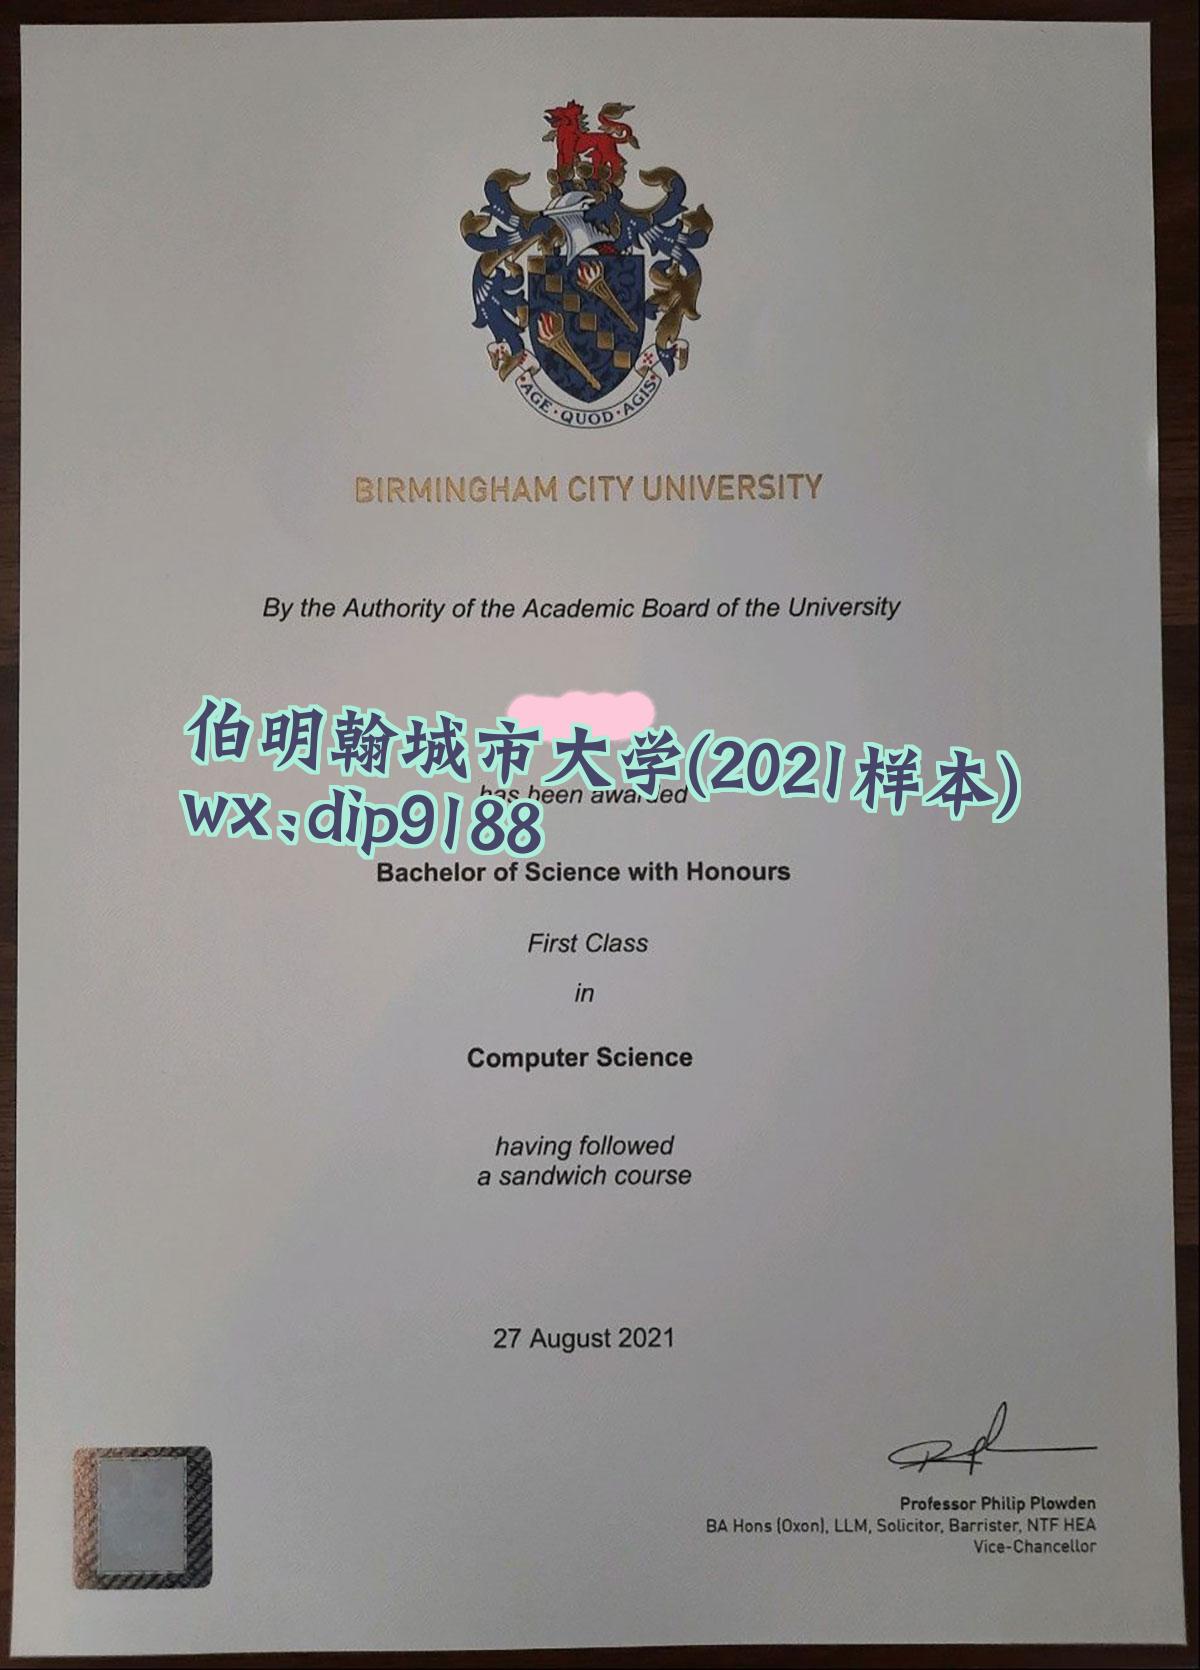 AGE · QUOD · AGIS
BIRMINGHAM CITY UNIVERSITY
By the Authority of the Academic Board of the University
伯明翰城市大学(2021样本)
has been awarded
wx:dip9188
Bachelor of Science with Honours
First Class
in
Computer Science
having followed
a sandwich course
27 August 2021
Professor Philip Plowden
BA Hons (Oxon), LLM, Solicitor, Barrister, NTF HEA
Vice-Chancellor